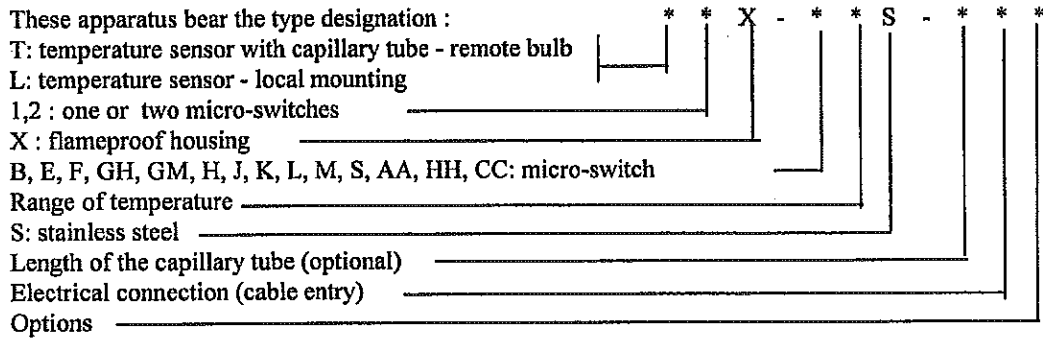 These apparatus bear the type designation : * * X - * * S - * * *
T: temperature sensor with capillary tube - remote bulb
L: temperature sensor - local mounting
1,2 : one or two micro-switches
X : flameproof housing
B, E, F, GH, GM, H, J, K, L, M, S, AA, HH, CC: micro-switch
Range of temperature
S: stainless steel
Length of the capillary tube (optional)
Electrical connection (cable entry)
Options